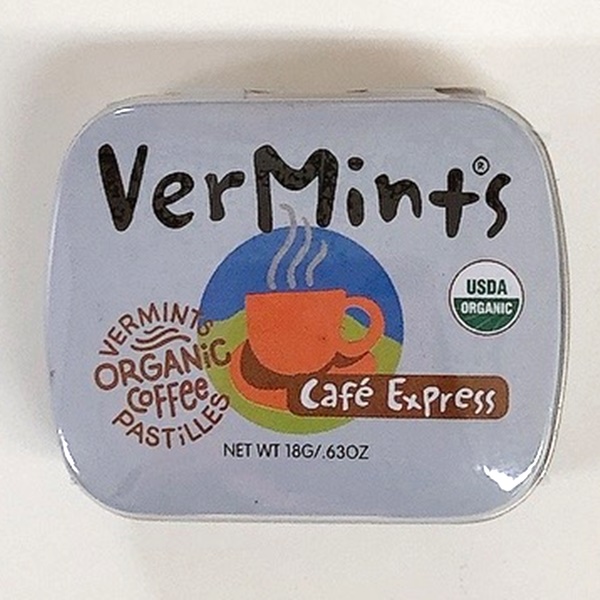 VerMints®
USDA
ORGANIC
VERMINTS
ORGANiC
COFFEE
PASTiLLES
Café Express
NET WT 18G/.63OZ